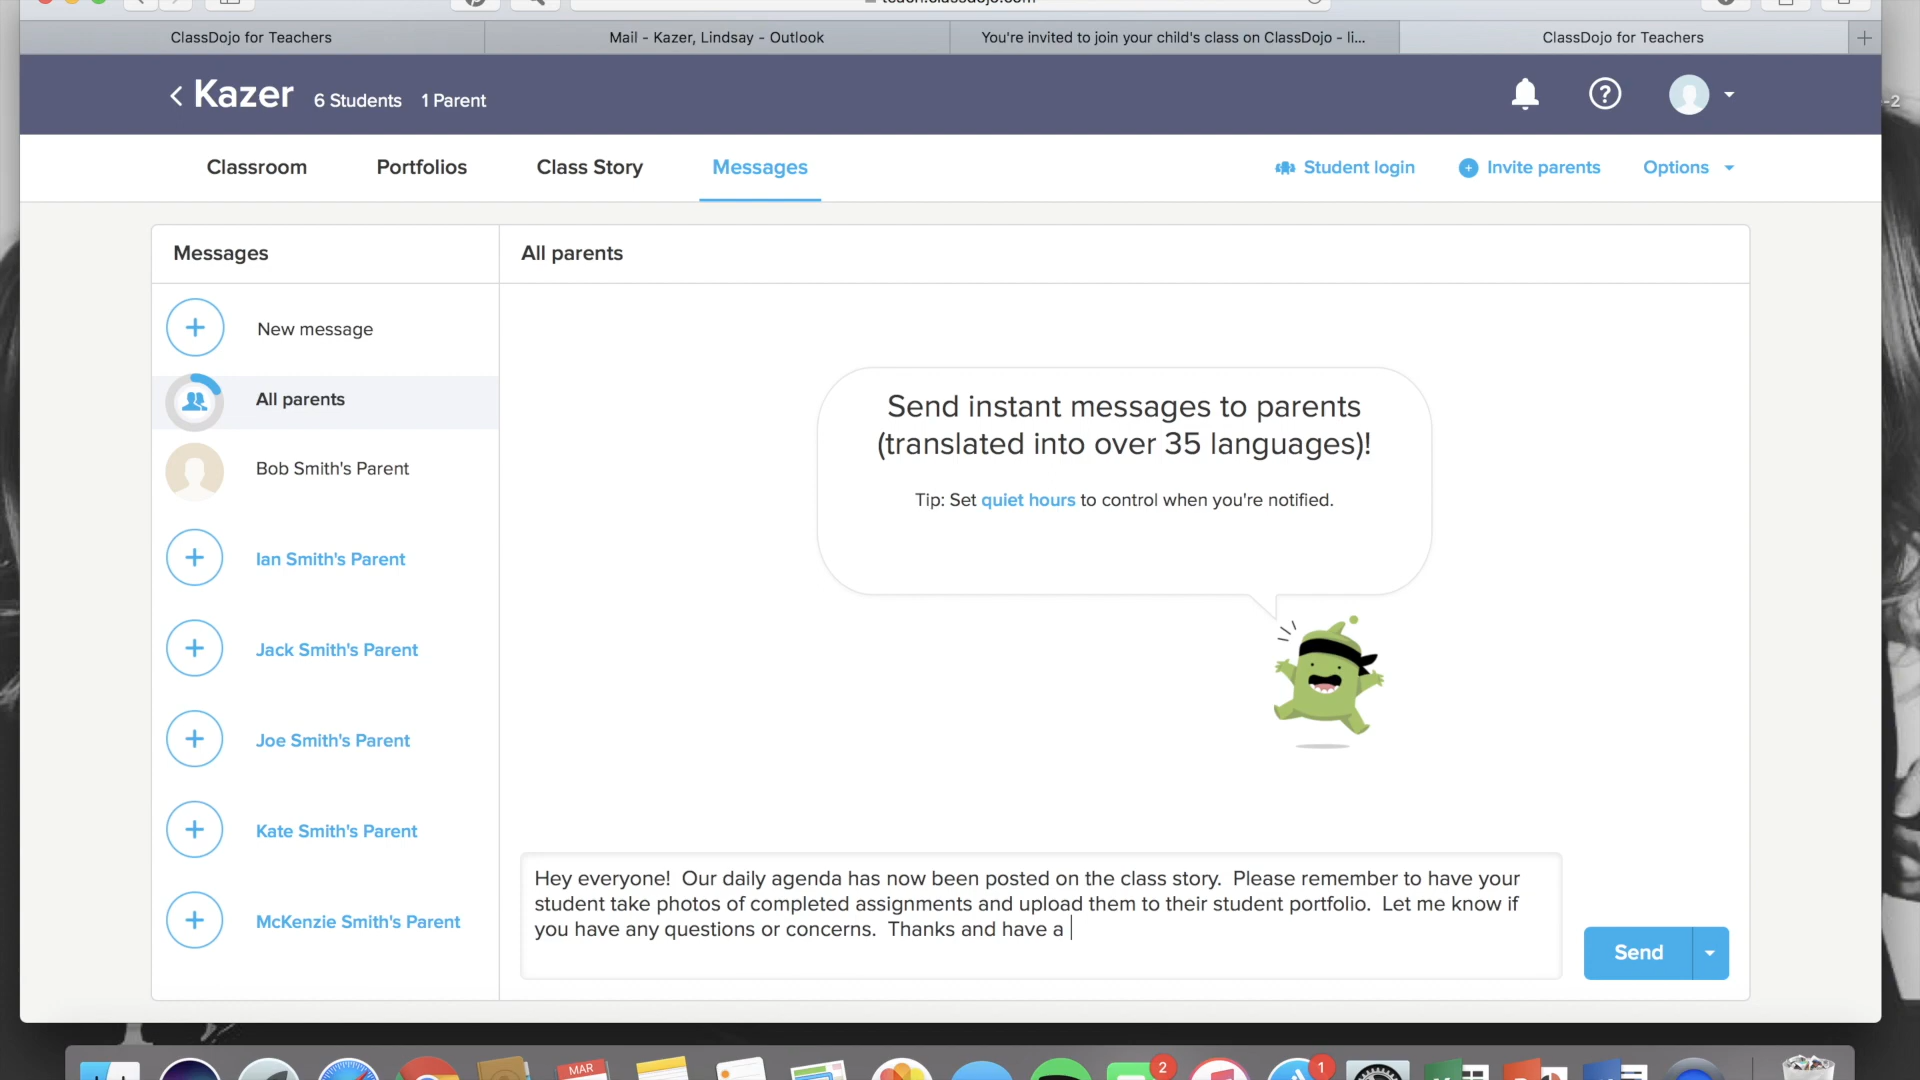 ClassDojo for Teachers
Mail - Kazer, Lindsay - Outlook
You're invited to join your child's class on ClassDojo - li...
ClassDojo for Teachers
Kazer 6 Students 1 Parent
-2
Classroom Portfolios Class Story Messages Student login Invite parents Options
Messages
All parents
New message
All parents
Bob Smith's Parent
Ian Smith's Parent
Jack Smith's Parent
Joe Smith's Parent
Kate Smith's Parent
McKenzie Smith's Parent
Send instant messages to parents
(translated into over 35 languages)!
Tip: Set quiet hours to control when you're notified.
Hey everyone! Our daily agenda has now been posted on the class story. Please remember to have your
student take photos of completed assignments and upload them to their student portfolio. Let me know if
you have any questions or concerns. Thanks and have a
Send
MAR
2
1